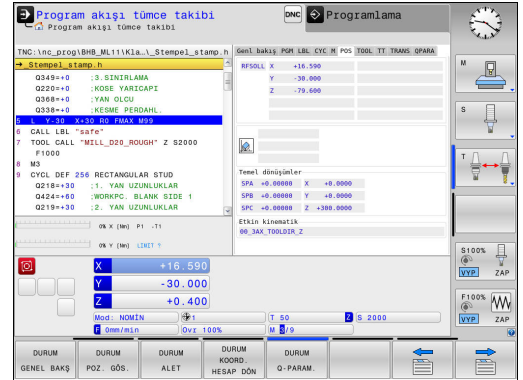 Program akışı tümce takibi
DNC
Programlama
Program akışı tümce takibi
TNC:\nc_prog\BHB_ML11\Kla…\_Stempel_stamp.h
→_Stempel_stamp.h
Q349=+0 ;3.SINIRLAMA
Q220=+0 ;KOSE YARICAPI
Q368=+0 ;YAN OLCU
Q338=+0 ;KESME PERDAHL.
5 L Y-30 X+30 R0 FMAX M99
6 CALL LBL "safe"
7 TOOL CALL "MILL_D20_ROUGH" Z S2000
F1000
8 M3
9 CYCL DEF 256 RECTANGULAR STUD
Q218=+30 ;1. YAN UZUNLUKLAR
Q424=+60 ;WORKPC. BLANK SIDE 1
Q219=+30 ;2. YAN UZUNLUKLAR
Genl bakış PGM LBL CYC M POS TOOL TT TRANS QPARA
RFSOLL X +16.590
Y -30.000
Z -79.600
Temel dönüşümler
SPA +0.00000 X +0.0000
SPB +0.00000 Y +0.0000
SPC +0.00000 Z +300.0000
Etkin kinematik
00_3AX_TOOLDIR_Z
0% X [Nm] P1 -T1
0% Y [Nm] LIMIT 1
X +16.590
Y -30.000
Z +0.400
Mod: NOMİN 1 T 50 Z S 2000
F 0mm/min Ovr 100% M 5/9
M
S
T
S100%
VYP ZAP
F100%
VYP ZAP
DURUM GENEL BAKŞ
DURUM POZ. GÖS.
DURUM ALET
DURUM KOORD. HESAP DÖN
DURUM Q-PARAM.